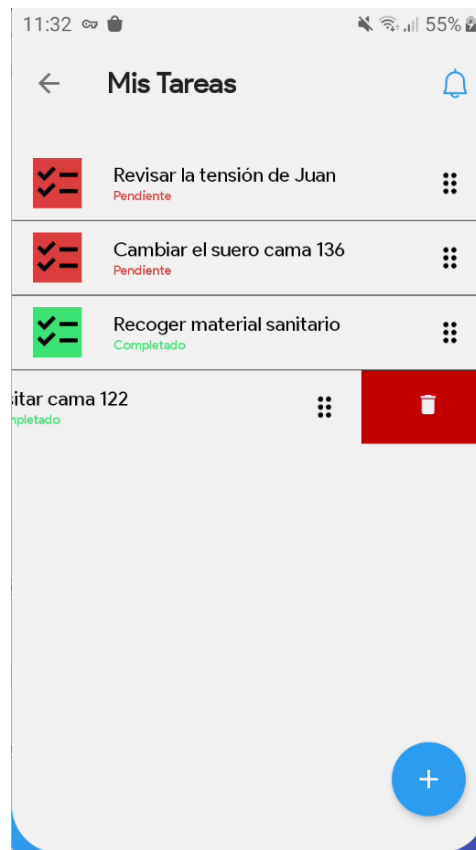 11:32
55%
Mis Tareas
Revisar la tensión de Juan
Pendiente
Cambiar el suero cama 136
Pendiente
Recoger material sanitario
Completado
itar cama 122
npletado